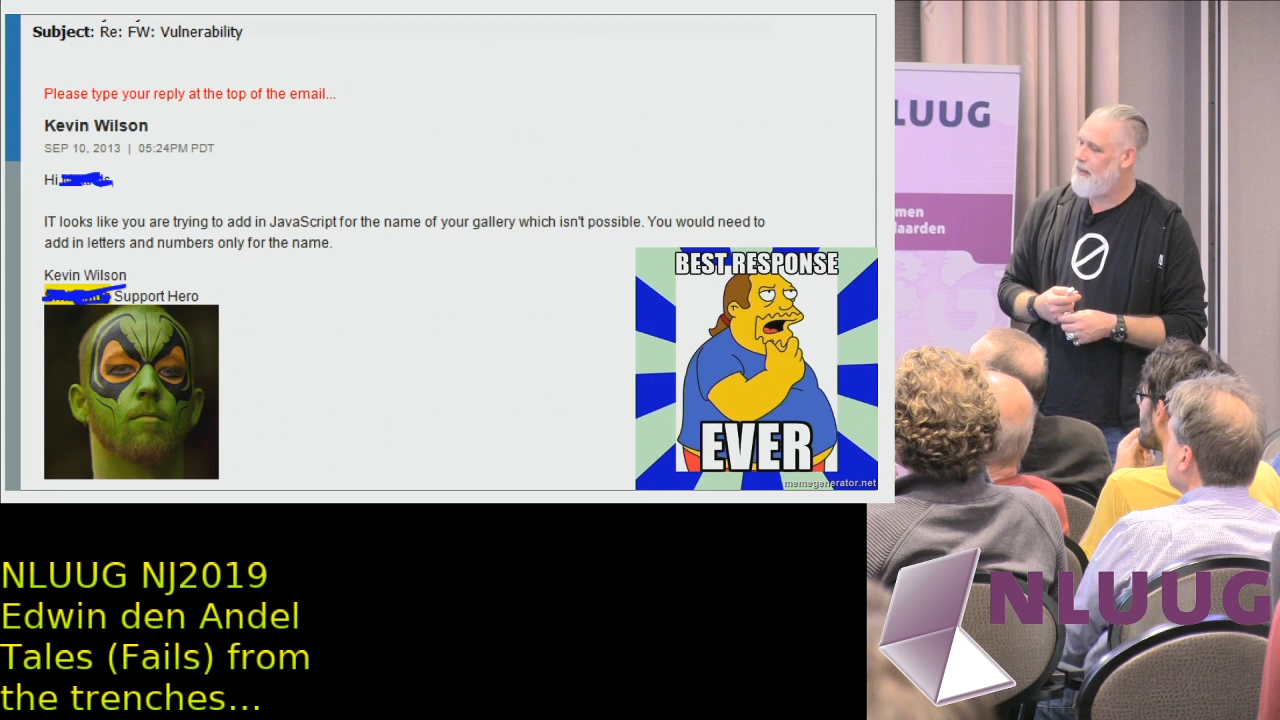 Subject: Re: FW: Vulnerability
Please type your reply at the top of the email...
Kevin Wilson
SEP 10, 2013 | 05:24PM PDT
Hi
IT looks like you are trying to add in JavaScript for the name of your gallery which isn't possible. You would need to
add in letters and numbers only for the name.
Kevin Wilson
Support Hero
BEST RESPONSE
EVER
memegenerator.net
LUUG
men
laarden
NLUUG NJ2019
Edwin den Andel
Tales (Fails) from
the trenches...
NLUUG